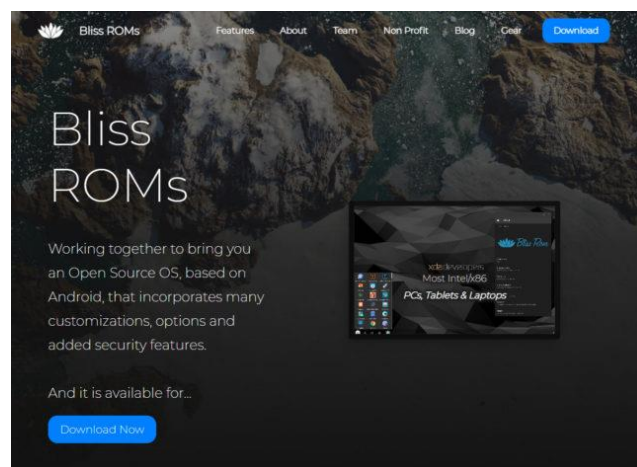 Bliss ROMs
Features
About
Team
Non Profit
Blog
Gear
Download
Bliss
ROMs
Working together to bring you
an Open Source OS, based on
Android, that incorporates many
customizations, options and
added security features.
And it is available for...
Download Now
xdadevelopers
Most Intel/x86
PCs, Tablets & Laptops
Bliss Rom